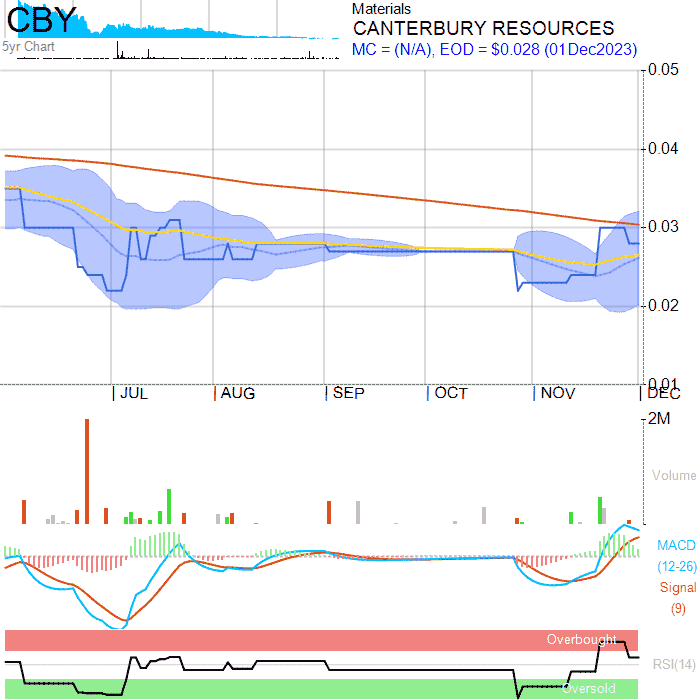 CBY
5yr Chart
Materials
CANTERBURY RESOURCES
MC = (N/A), EOD = $0.028 (01Dec2023)
0.05
0.04
0.03
0.02
0.01
JUL
AUG
SEP
OCT
NOV
DEC
2M
Volume
MACD
(12-26)
Signal
(9)
Overbought
RSI(14)
Oversold